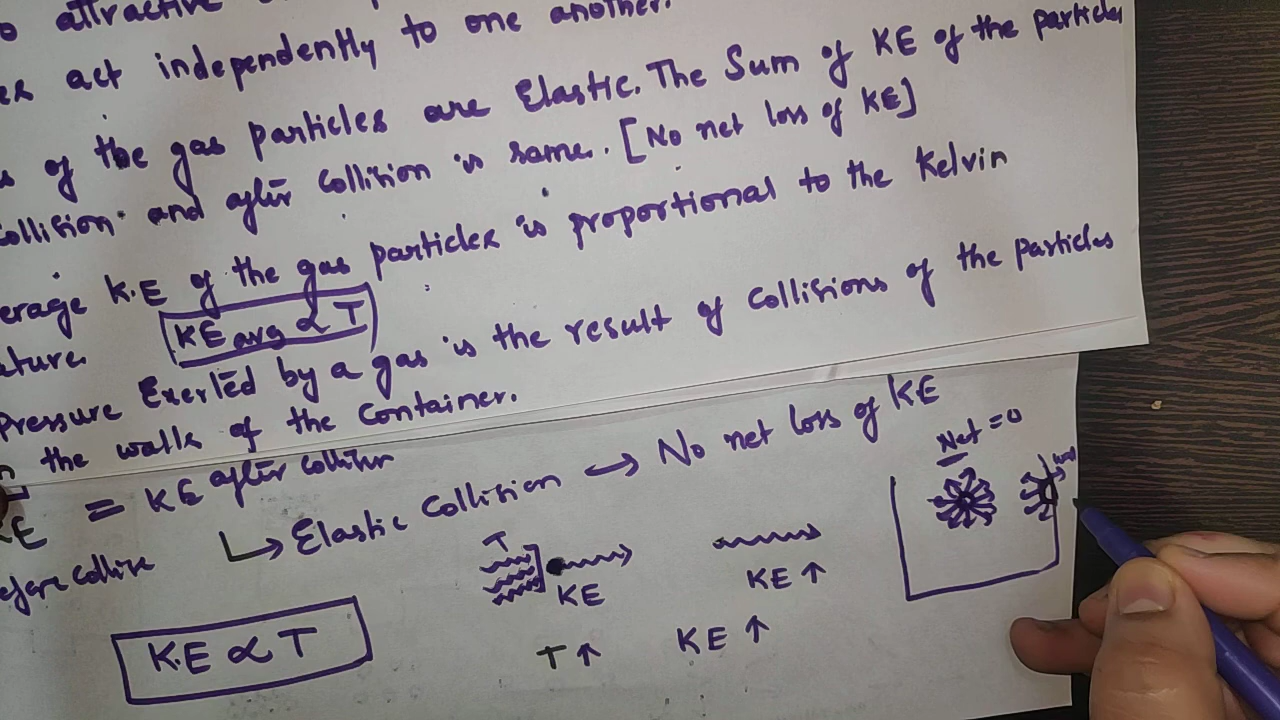 attractive
act independently to one another.
of the gas particles are Elastic. The Sum of KE of the particles
Collision and after Collision is same. [No net loss of KE]
erage K.E of the gas particles is proportional to the Kelvin
ature. KE avg ∝ T
Pressure Exerted by a gas is the result of Collisions of the particles
the walls of the Container.
KE = KE after collision
before collision
↳ Elastic Collision → No net loss of KE
Net = 0
T
KE
KE ↑
K.E ∝ T
T ↑ KE ↑